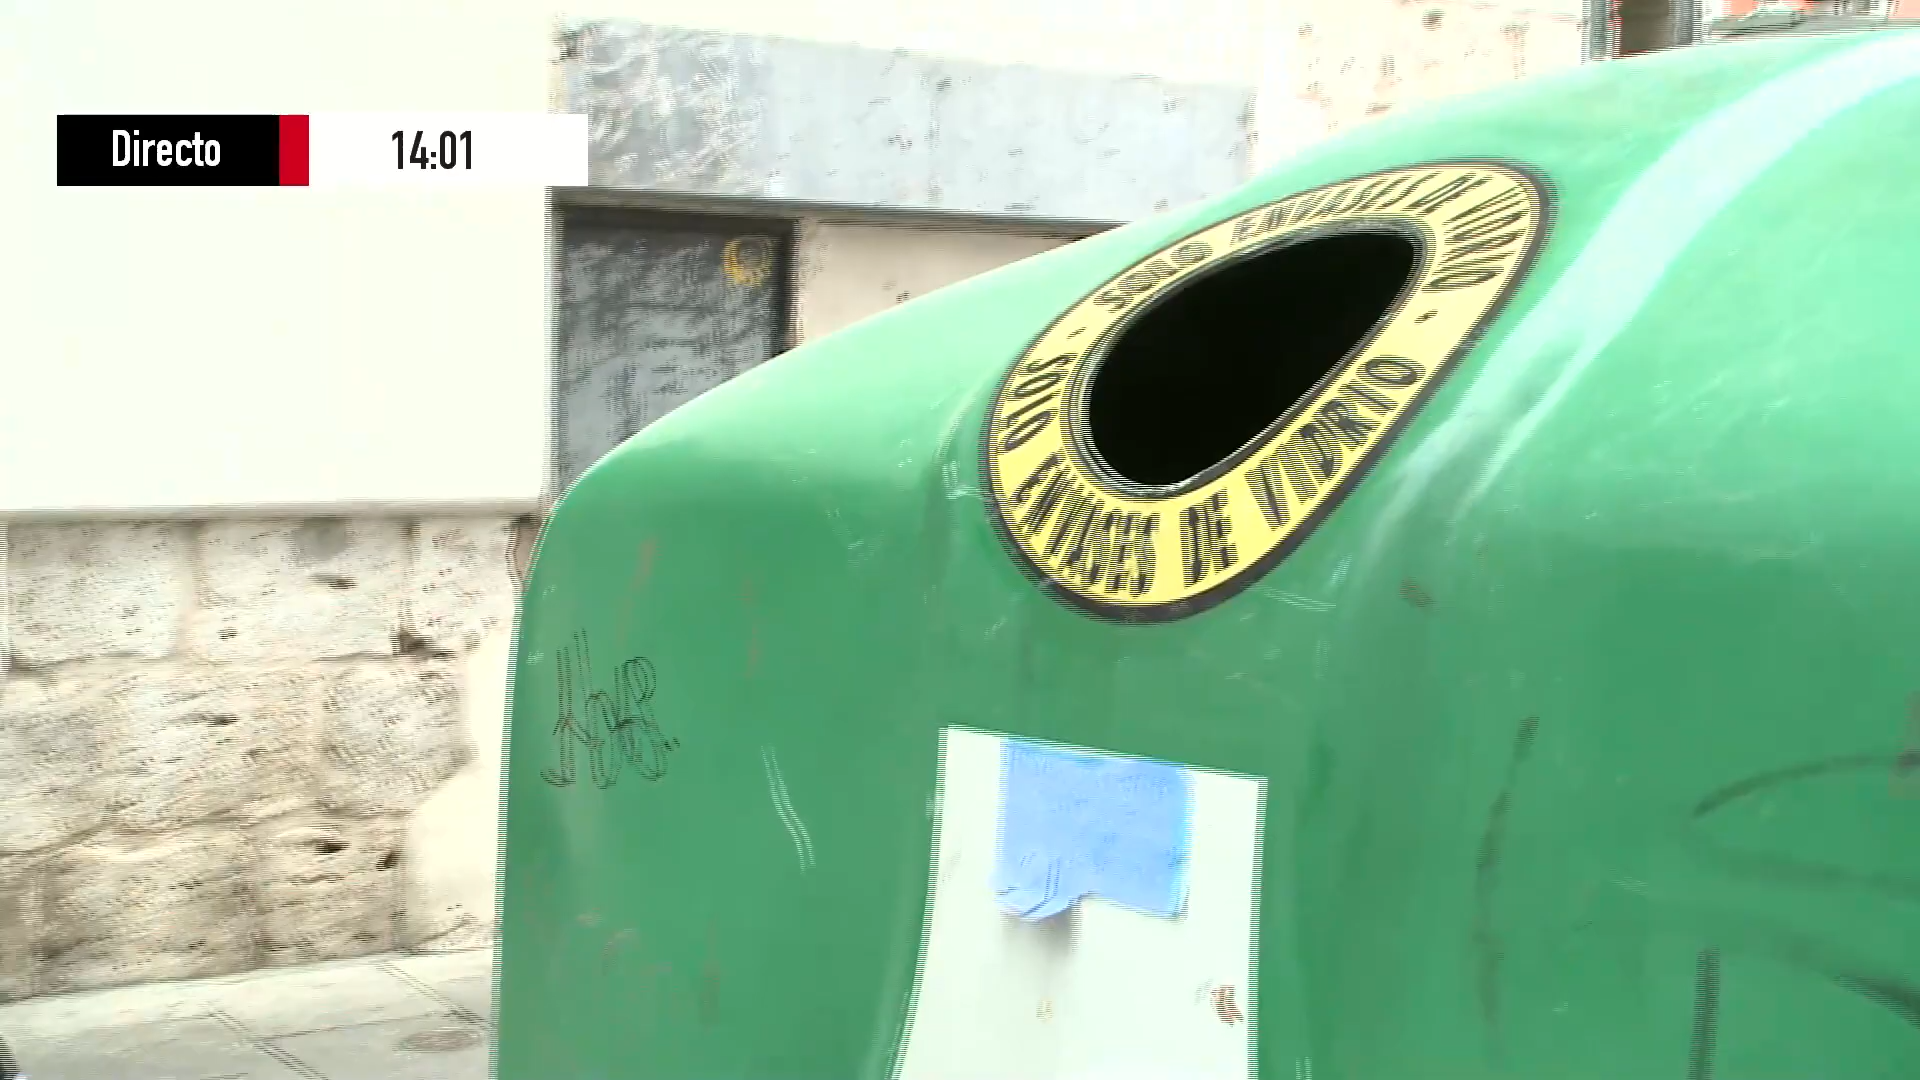 Directo 14:01
SOLO ENVASES DE VIDRIO ·
SOLO ENVASES DE VIDRIO ·